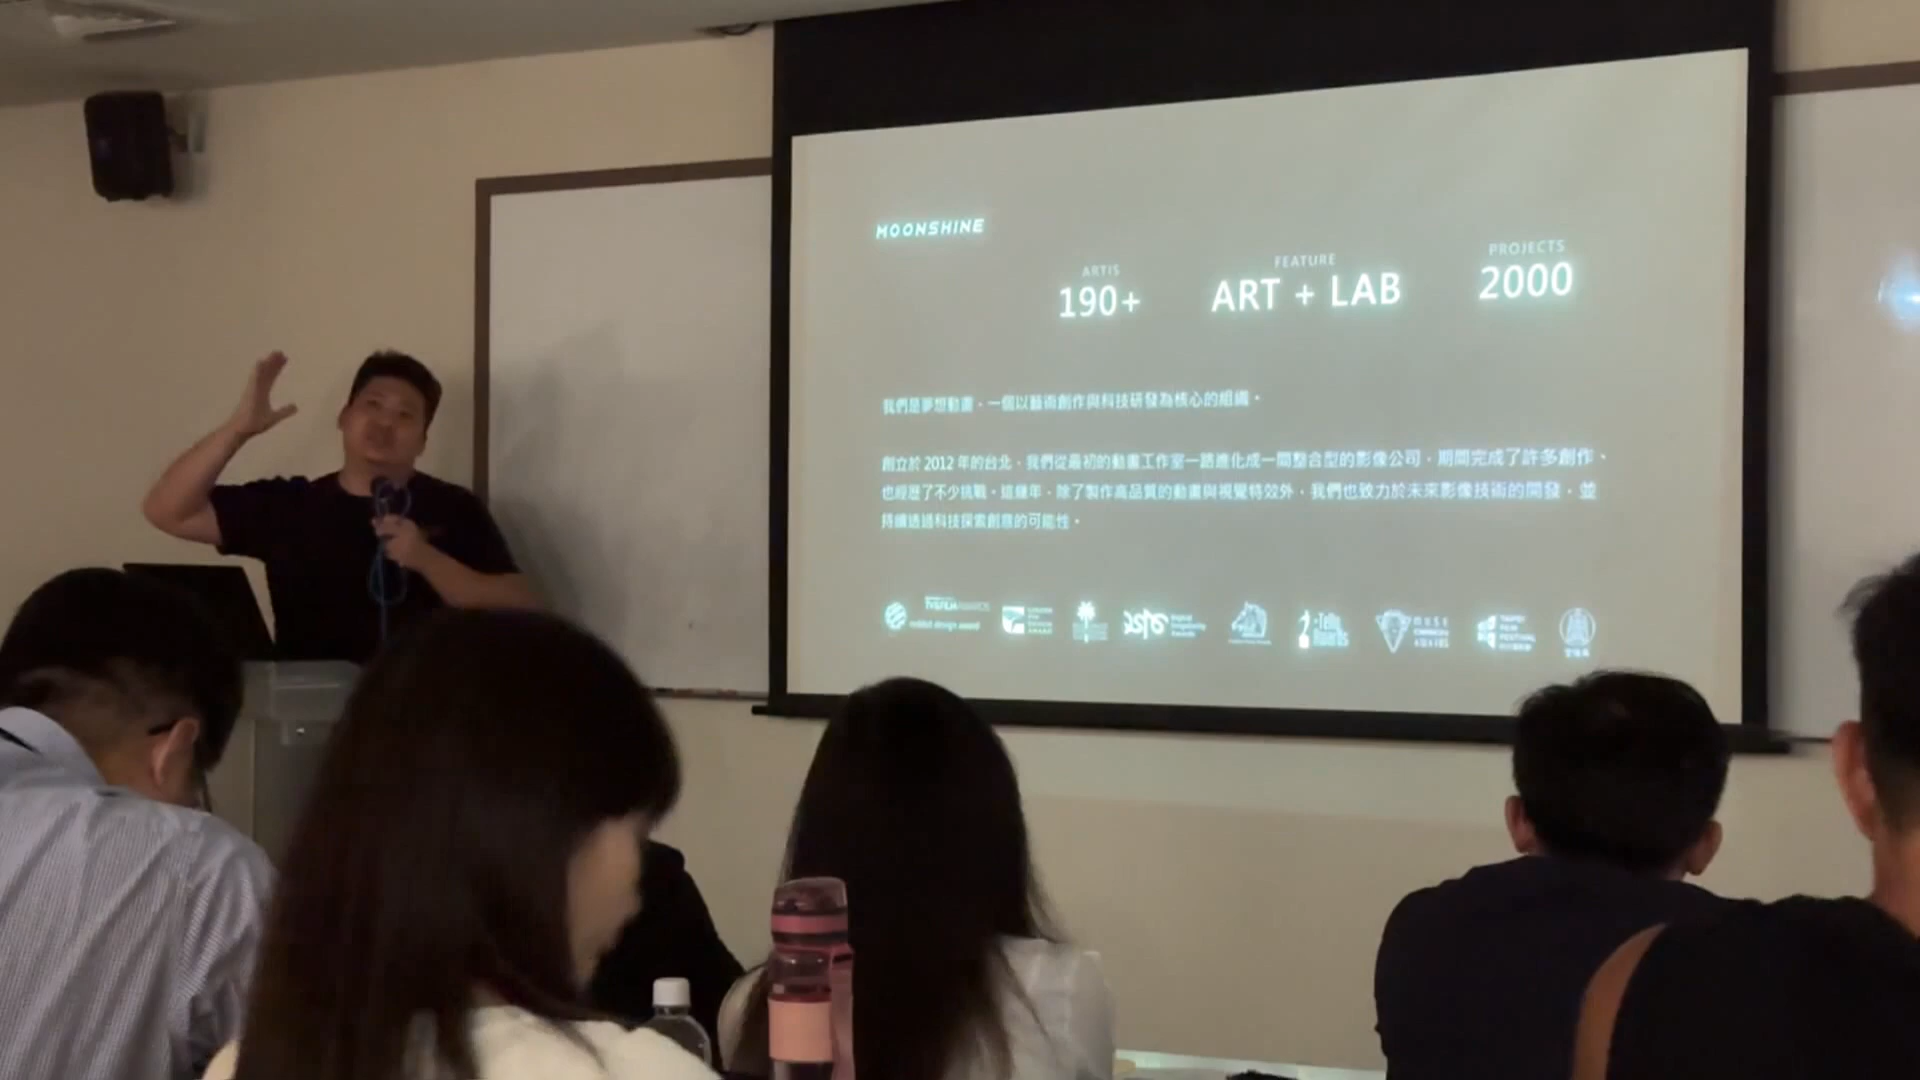 MOONSHINE
ARTIS
190+
FEATURE
ART + LAB
PROJECTS
2000
我們是夢想動畫，一個以藝術創作與科技研發為核心的組織。
創立於 2012 年的台北，我們從最初的動畫工作室一路進化成一間整合型的影像公司，期間完成了許多創作、
也經歷了不少挑戰。這幾年，除了製作高品質的動畫與視覺特效外，我們也致力於未來影像技術的開發，並
持續透過科技探索創意的可能性。
reddot design award
Telly
Awards
MUSE